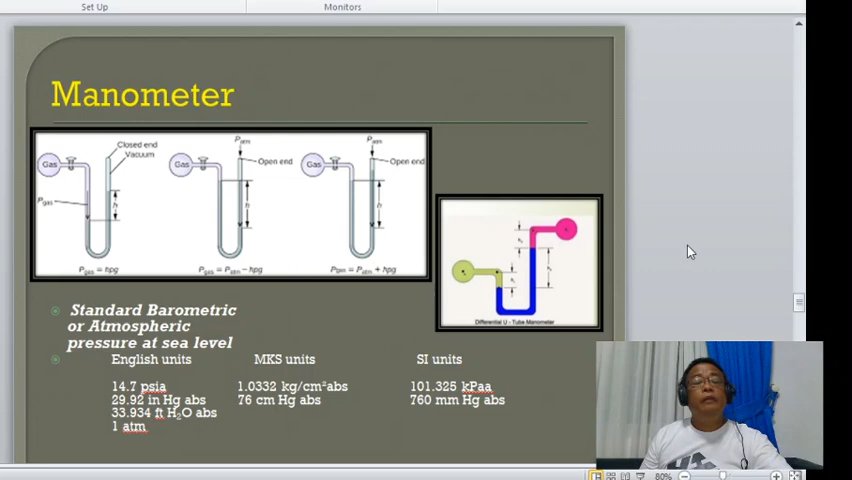 Set Up
Monitors
Manometer
Gas
Closed end
Vacuum
Pgas
h
Pgas = hρg
Gas
Patm
Open end
h
Pgas = Patm – hρg
Gas
Patm
Open end
h
Pgas = Patm + hρg
Differential U - Tube Manometer
Standard Barometric
or Atmospheric
pressure at sea level
English units MKS units SI units
14.7 psia 1.0332 kg/cm²abs 101.325 kPaa
29.92 in Hg abs 76 cm Hg abs 760 mm Hg abs
33.934 ft H₂O abs
1 atm
80%